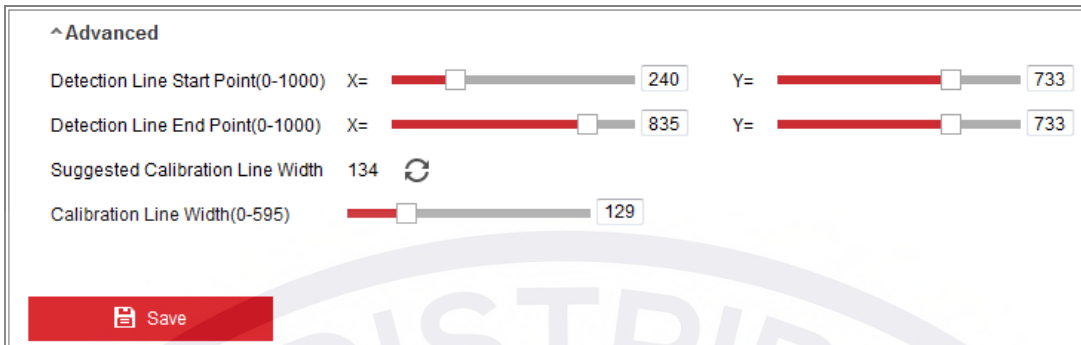 ^Advanced
Detection Line Start Point(0-1000) X= 240 Y= 733
Detection Line End Point(0-1000) X= 835 Y= 733
Suggested Calibration Line Width 134
Calibration Line Width(0-595) 129
Save